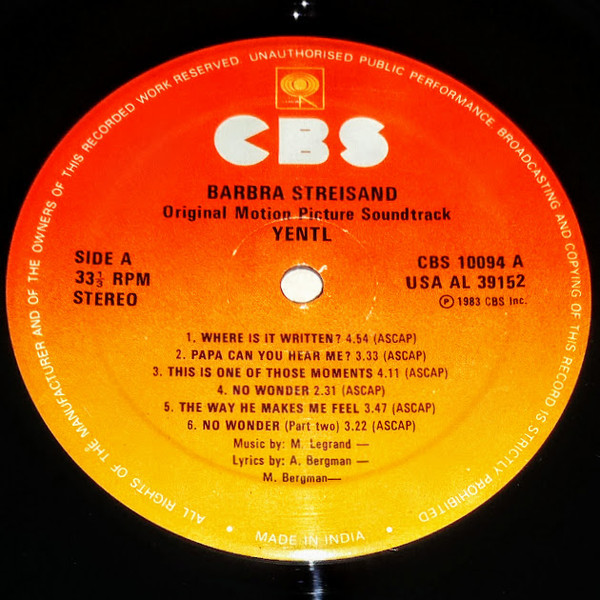 ALL RIGHTS OF THE MANUFACTURER AND OF THE OWNERS OF THIS RECORDED WORK RESERVED. UNAUTHORISED PUBLIC PERFORMANCE BROADCASTING AND COPYING OF THIS RECORD IS STRICTLY PROHIBITED
CBS
BARBRA STREISAND
Original Motion Picture Soundtrack
YENTL
SIDE A
33⅓ RPM
STEREO
CBS 10094 A
USA AL 39152
℗ 1983 CBS Inc.
1. WHERE IS IT WRITTEN? 4.54 (ASCAP)
2. PAPA CAN YOU HEAR ME? 3.33 (ASCAP)
3. THIS IS ONE OF THOSE MOMENTS 4.11 (ASCAP)
4. NO WONDER 2.31 (ASCAP)
5. THE WAY HE MAKES ME FEEL 3.47 (ASCAP)
6. NO WONDER (Part two) 3.22 (ASCAP)
Music by: M. Legrand —
Lyrics by: A. Bergman —
M. Bergman—
• MADE IN INDIA •